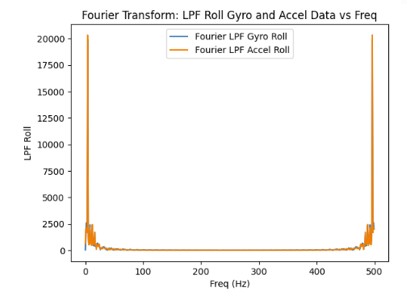 Fourier Transform: LPF Roll Gyro and Accel Data vs Freq
Fourier LPF Gyro Roll
Fourier LPF Accel Roll
LPF Roll
20000
17500
15000
12500
10000
7500
5000
2500
0
0 100 200 300 400 500
Freq (Hz)